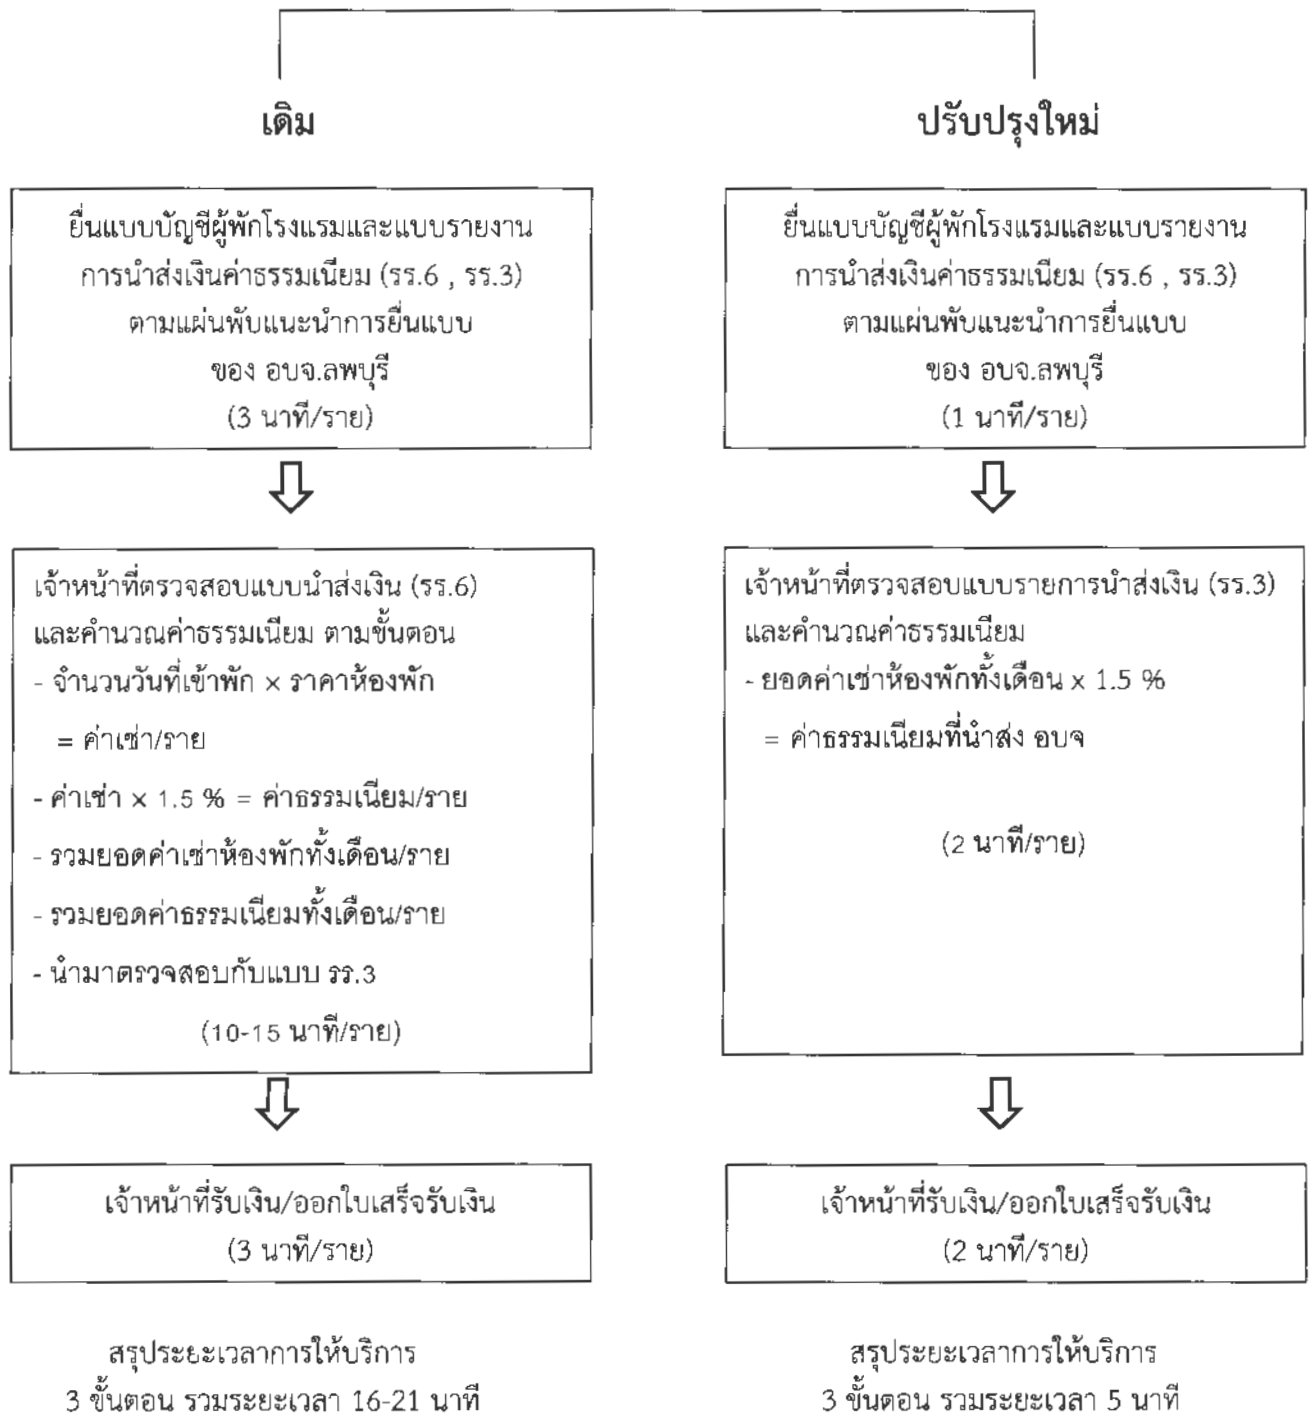 เดิม
ยื่นแบบบัญชีผู้พักโรงแรมและแบบรายงาน
การนำส่งเงินค่าธรรมเนียม (รร.6 , รร.3)
ตามแผ่นพับแนะนำการยื่นแบบ
ของ อบจ.ลพบุรี
(3 นาที/ราย)
เจ้าหน้าที่ตรวจสอบแบบนำส่งเงิน (รร.6)
และคำนวณค่าธรรมเนียม ตามขั้นตอน
- จำนวนวันที่เข้าพัก × ราคาห้องพัก
= ค่าเช่า/ราย
- ค่าเช่า × 1.5 % = ค่าธรรมเนียม/ราย
- รวมยอดค่าเช่าห้องพักทั้งเดือน/ราย
- รวมยอดค่าธรรมเนียมทั้งเดือน/ราย
- นำมาตรวจสอบกับแบบ รร.3
(10-15 นาที/ราย)
เจ้าหน้าที่รับเงิน/ออกใบเสร็จรับเงิน
(3 นาที/ราย)
สรุประยะเวลาการให้บริการ
3 ขั้นตอน รวมระยะเวลา 16-21 นาที
ปรับปรุงใหม่
ยื่นแบบบัญชีผู้พักโรงแรมและแบบรายงาน
การนำส่งเงินค่าธรรมเนียม (รร.6 , รร.3)
ตามแผ่นพับแนะนำการยื่นแบบ
ของ อบจ.ลพบุรี
(1 นาที/ราย)
เจ้าหน้าที่ตรวจสอบแบบรายการนำส่งเงิน (รร.3)
และคำนวณค่าธรรมเนียม
- ยอดค่าเช่าห้องพักทั้งเดือน × 1.5 %
= ค่าธรรมเนียมที่นำส่ง อบจ
(2 นาที/ราย)
เจ้าหน้าที่รับเงิน/ออกใบเสร็จรับเงิน
(2 นาที/ราย)
สรุประยะเวลาการให้บริการ
3 ขั้นตอน รวมระยะเวลา 5 นาที